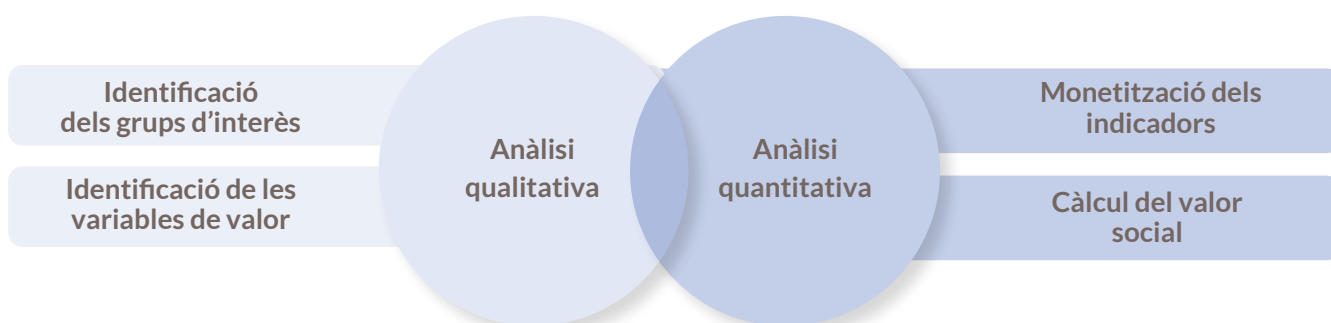 Identificació
dels grups d’interès
Identificació de les
variables de valor
Anàlisi
qualitativa
Anàlisi
quantitativa
Monetització dels
indicadors
Càlcul del valor
social